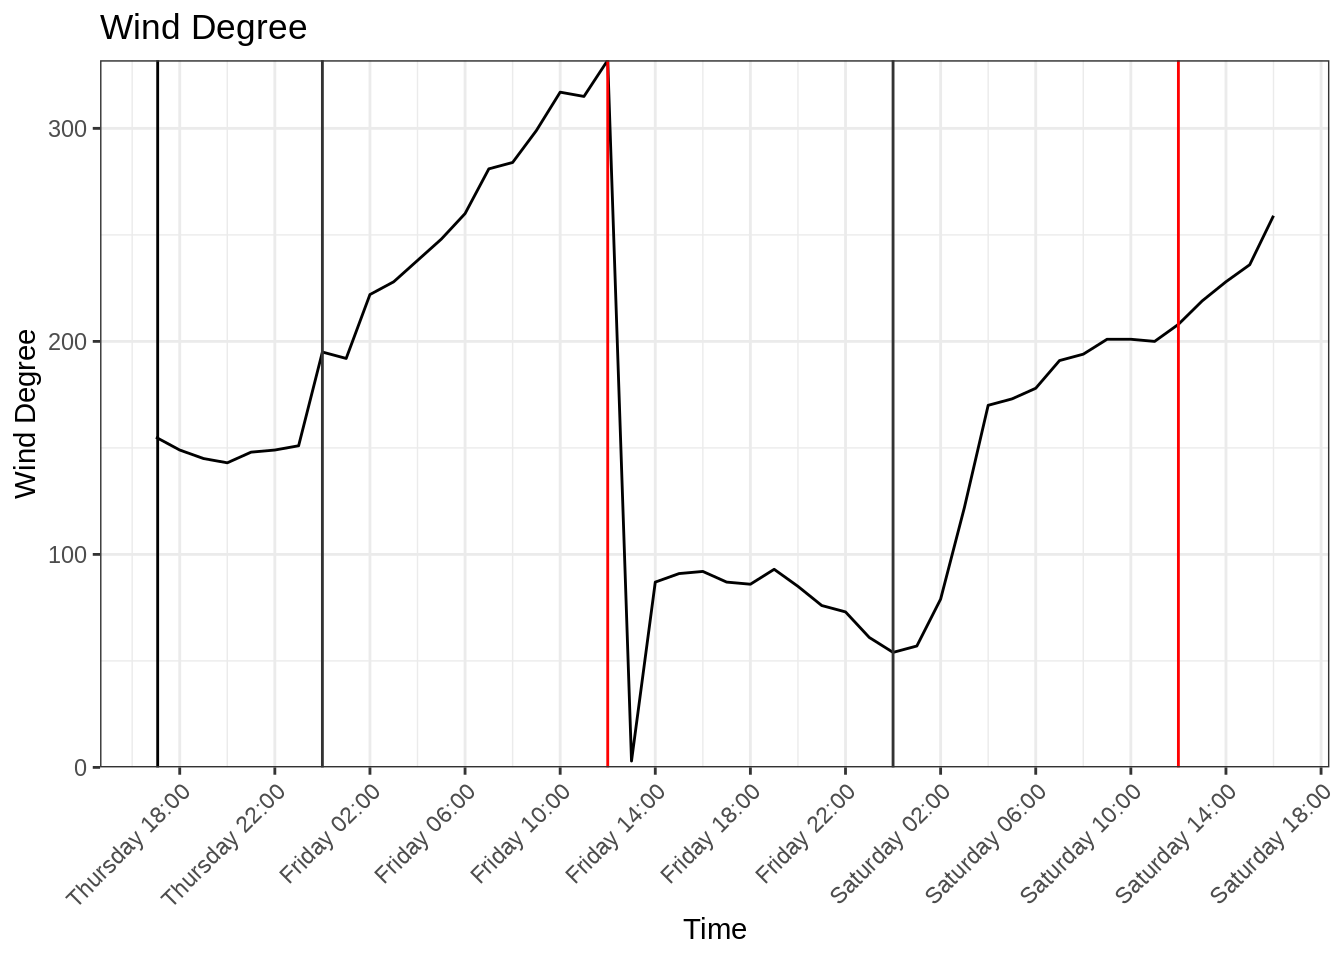 Wind Degree
Wind Degree
300
200
100
0
Thursday 18:00
Thursday 22:00
Friday 02:00
Friday 06:00
Friday 10:00
Friday 14:00
Friday 18:00
Friday 22:00
Saturday 02:00
Saturday 06:00
Saturday 10:00
Saturday 14:00
Saturday 18:00
Time